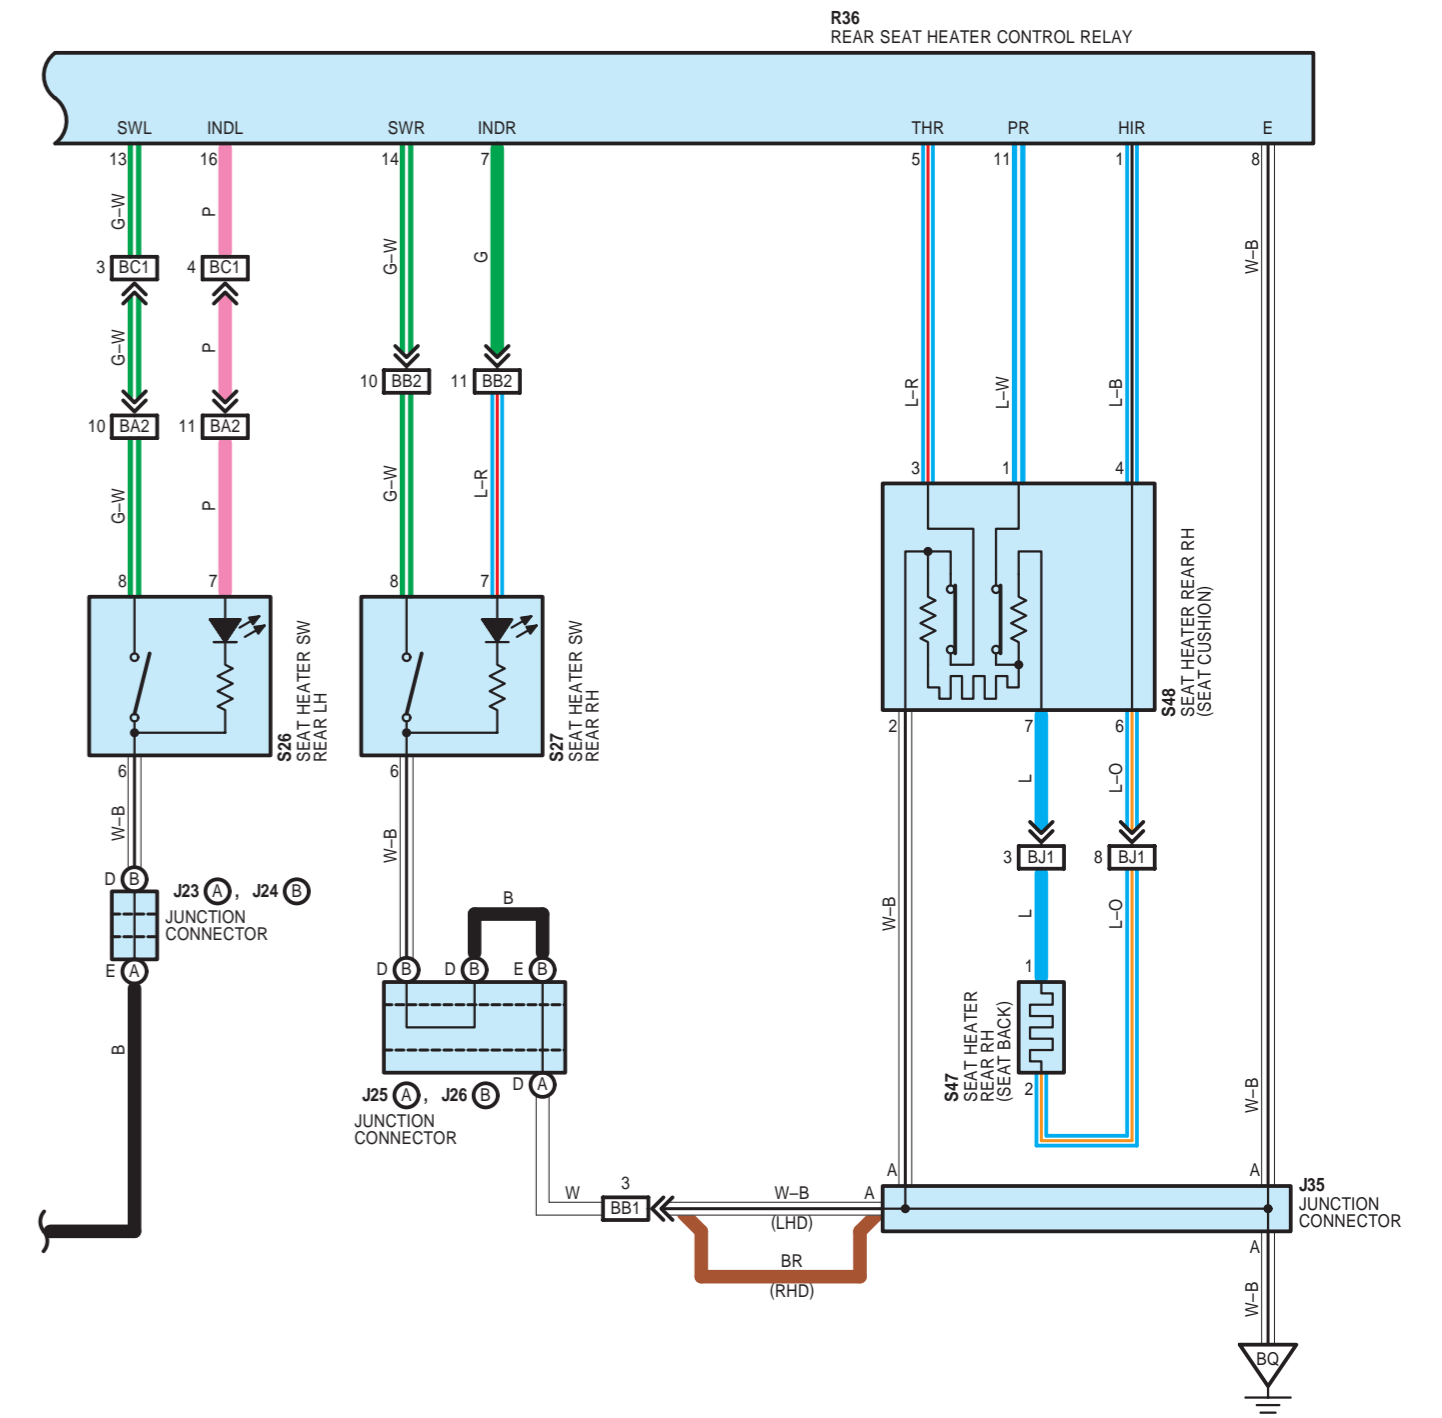 R36
REAR SEAT HEATER CONTROL RELAY
SWL INDL SWR INDR THR PR HIR E
13 16 14 7 5 11 1 8
G–W P G–W G L–R L–W L–B W–B
3 BC1 4 BC1
G–W P
10 BB2 11 BB2
10 BA2 11 BA2
G–W P G–W L–R
3 1 4
8 7 8 7
S26
SEAT HEATER SW
REAR LH
S27
SEAT HEATER SW
REAR RH
S48
SEAT HEATER REAR RH
(SEAT CUSHION)
2 7 6
6 6
W–B W–B L L–O
3 BJ1 8 BJ1
D B
J23 A , J24 B
JUNCTION
CONNECTOR
E A
B
B
D B D B E B
W–B L L–O
1
S47
SEAT HEATER
REAR RH
(SEAT BACK)
2
D A
J25 A , J26 B
JUNCTION
CONNECTOR
W–B
A A
W 3 BB1 W–B A
(LHD)
BR
(RHD)
J35
JUNCTION
CONNECTOR
A
W–B
BQ